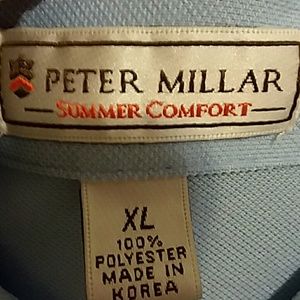 PETER MILLAR
SUMMER COMFORT
XL
100%
POLYESTER
MADE IN
KOREA